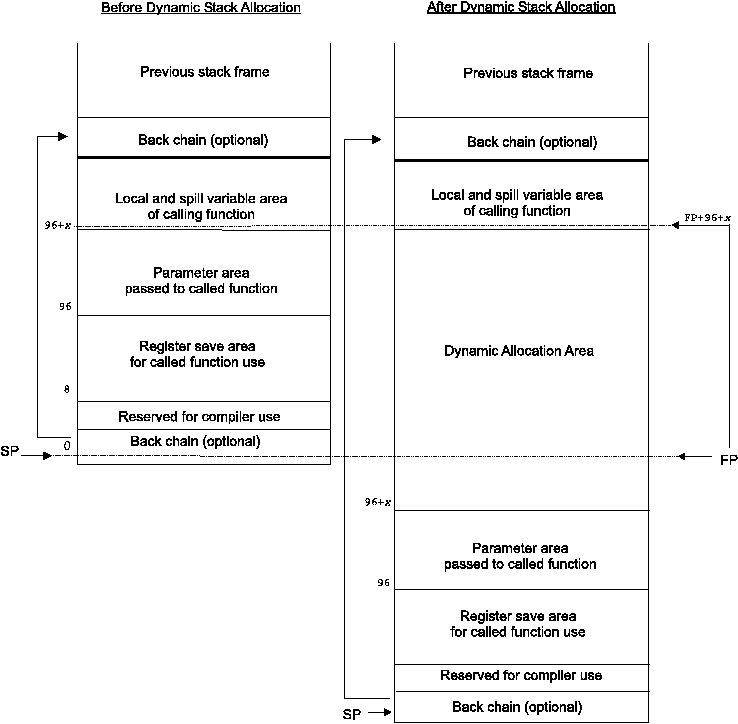 Before Dynamic Stack Allocation
After Dynamic Stack Allocation
Previous stack frame
Previous stack frame
Back chain (optional)
Back chain (optional)
Local and spill variable area
of calling function
Local and spill variable area
of calling function
96+x
FP+96+x
Parameter area
passed to called function
96
Register save area
for called function use
Dynamic Allocation Area
8
Reserved for compiler use
0
Back chain (optional)
SP
FP
96+x
Parameter area
passed to called function
96
Register save area
for called function use
Reserved for compiler use
Back chain (optional)
SP